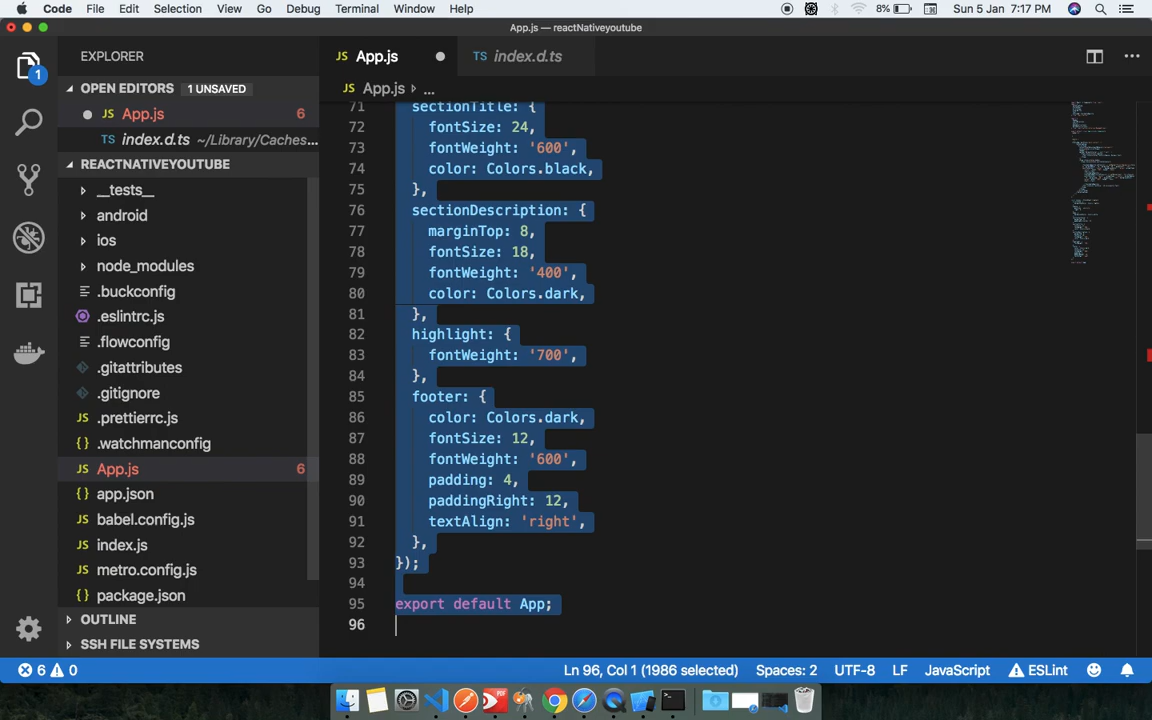 Code File Edit Selection View Go Debug Terminal Window Help 8% Sun 5 Jan 7:17 PM
App.js — reactNativeyoutube
EXPLORER
JS App.js
TS index.d.ts
OPEN EDITORS 1 UNSAVED
JS App.js > ...
JS App.js 6
TS index.d.ts ~/Library/Caches...
REACTNATIVEYOUTUBE
__tests__
android
ios
node_modules
.buckconfig
.eslintrc.js
.flowconfig
.gitattributes
.gitignore
JS .prettierrc.js
{} .watchmanconfig
JS App.js 6
{} app.json
JS babel.config.js
JS index.js
JS metro.config.js
{} package.json
OUTLINE
SSH FILE SYSTEMS
1
71 sectionTitle: {
72 fontSize: 24,
73 fontWeight: '600',
74 color: Colors.black,
75 },
76 sectionDescription: {
77 marginTop: 8,
78 fontSize: 18,
79 fontWeight: '400',
80 color: Colors.dark,
81 },
82 highlight: {
83 fontWeight: '700',
84 },
85 footer: {
86 color: Colors.dark,
87 fontSize: 12,
88 fontWeight: '600',
89 padding: 4,
90 paddingRight: 12,
91 textAlign: 'right',
92 },
93 });
94
95 export default App;
96
6 0 Ln 96, Col 1 (1986 selected) Spaces: 2 UTF-8 LF JavaScript ESLint
PDF